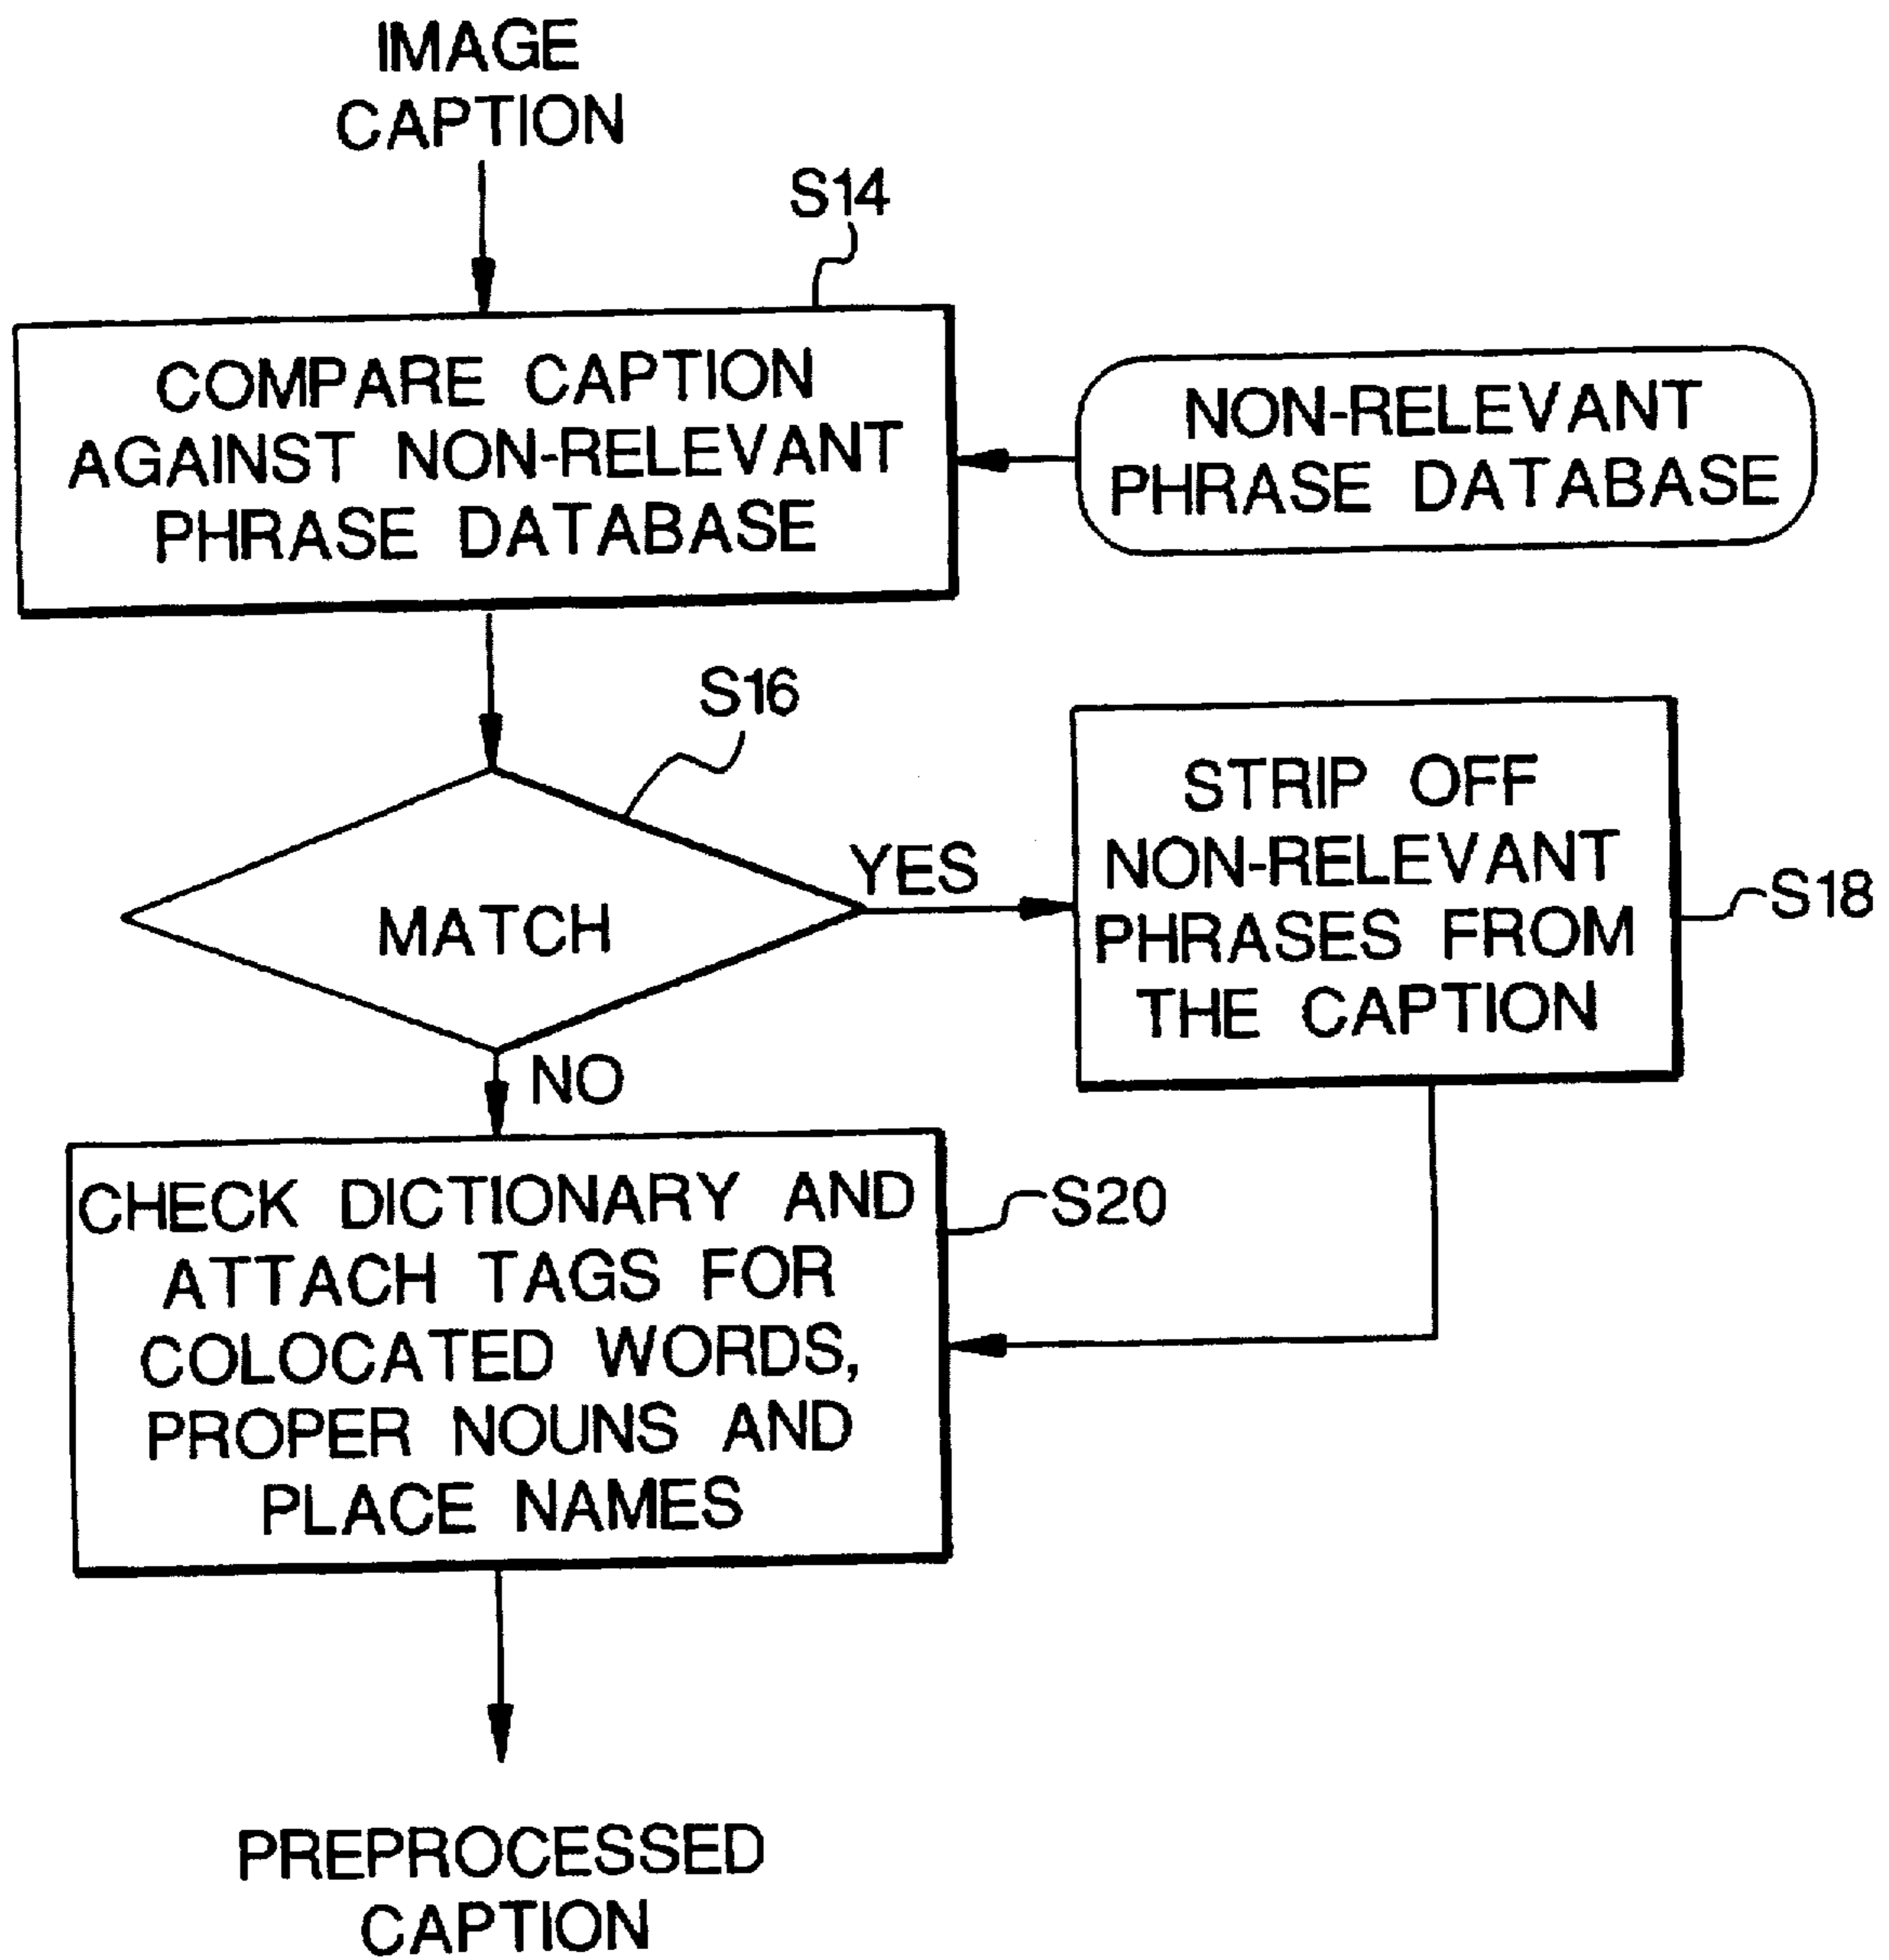 IMAGE
CAPTION
S14
COMPARE CAPTION
AGAINST NON-RELEVANT
PHRASE DATABASE
NON-RELEVANT
PHRASE DATABASE
S16
MATCH
YES
STRIP OFF
NON-RELEVANT
PHRASES FROM
THE CAPTION
S18
NO
CHECK DICTIONARY AND
ATTACH TAGS FOR
COLOCATED WORDS,
PROPER NOUNS AND
PLACE NAMES
S20
PREPROCESSED
CAPTION